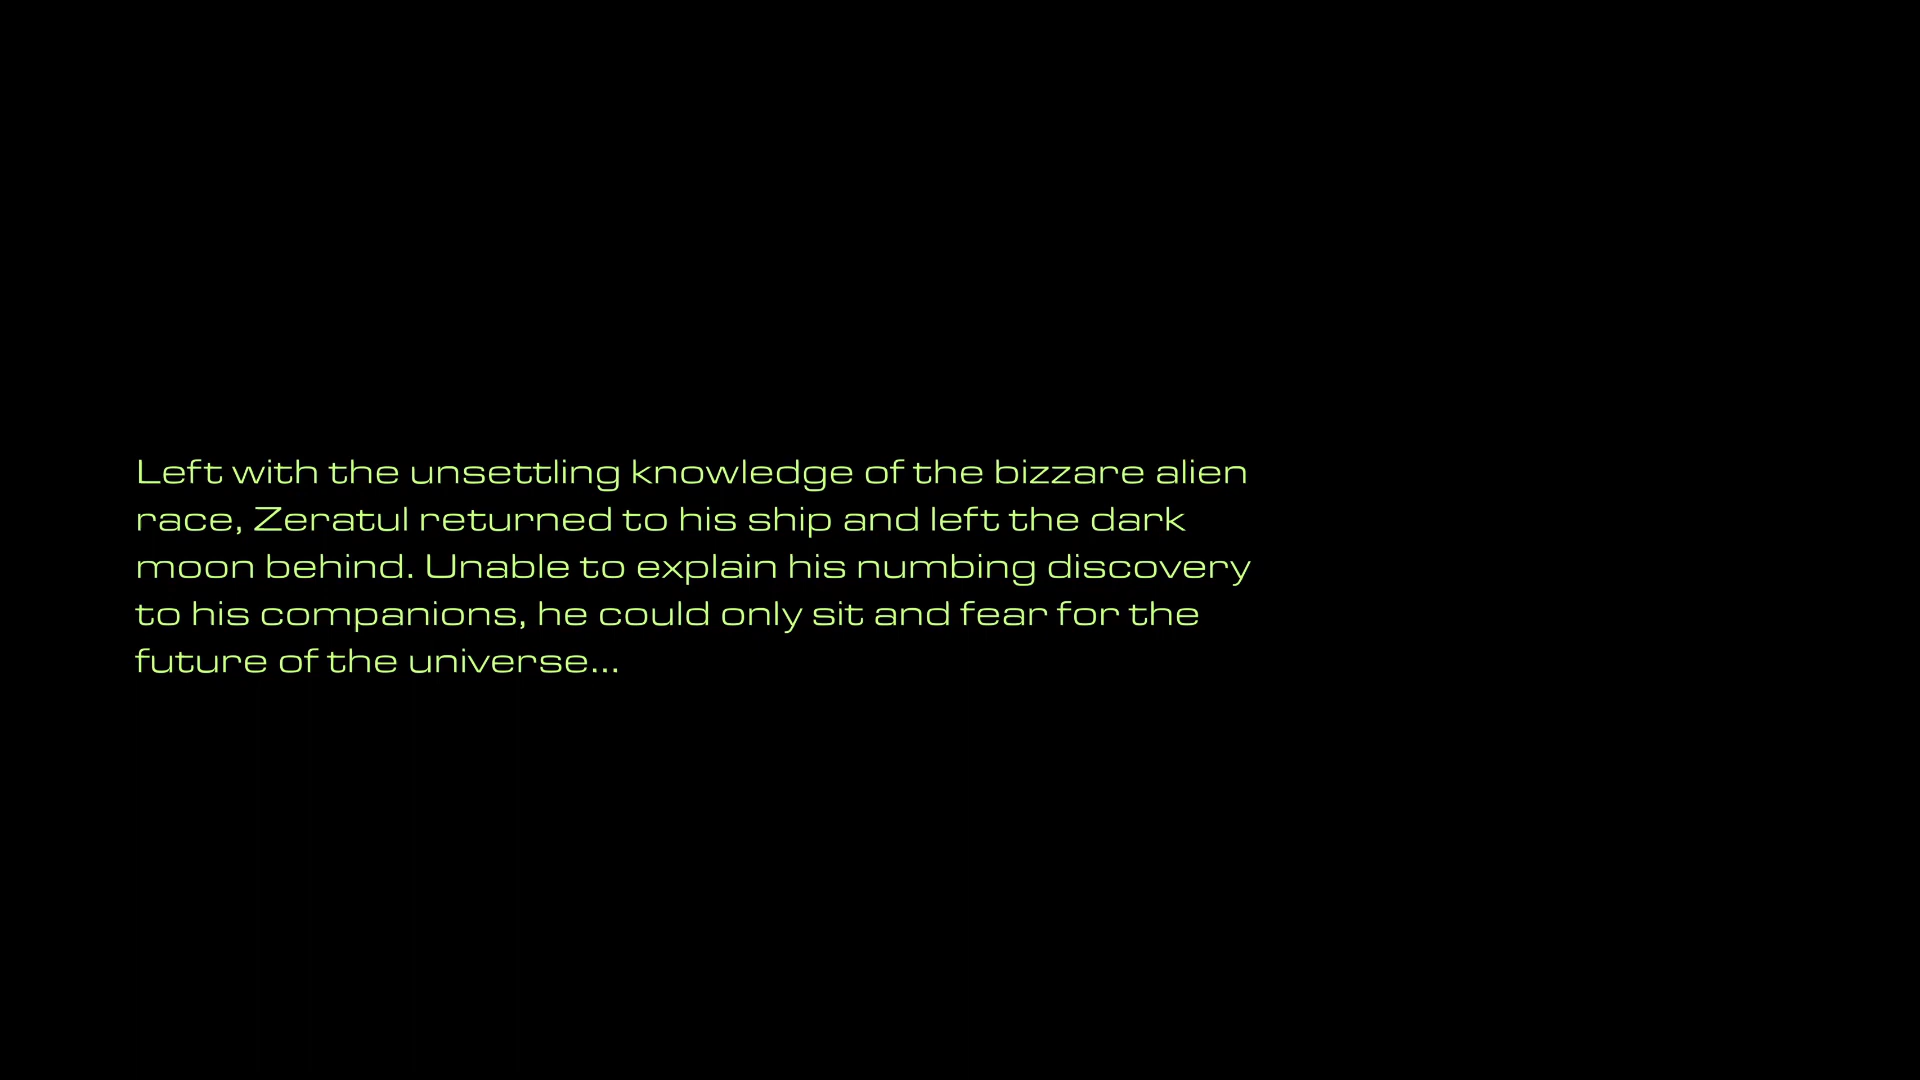 Left with the unsettling knowledge of the bizzare alien
race, Zeratul returned to his ship and left the dark
moon behind. Unable to explain his numbing discovery
to his companions, he could only sit and fear for the
future of the universe...